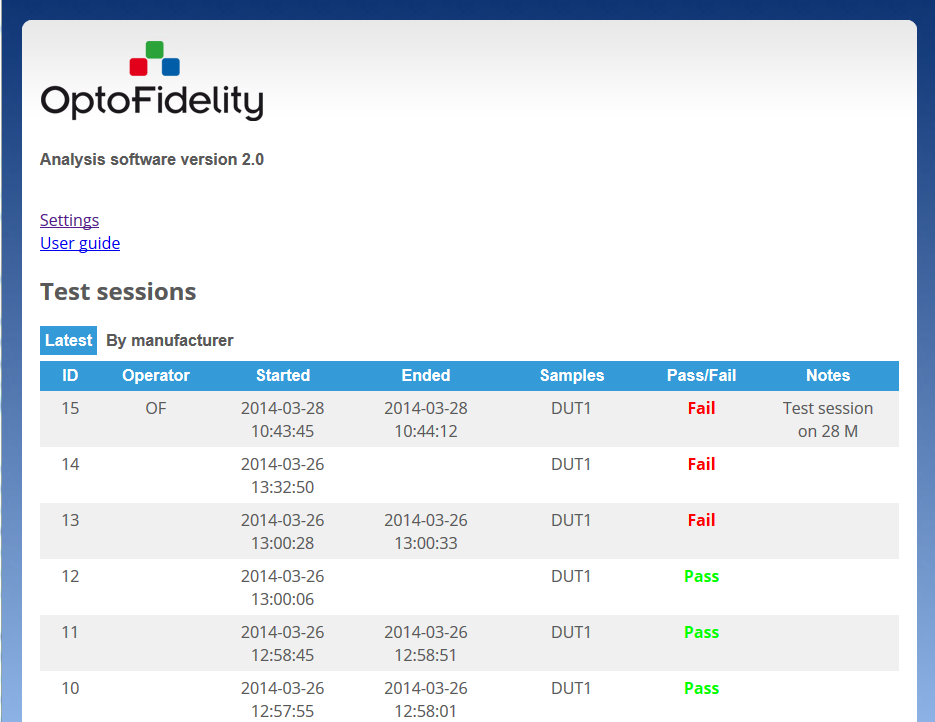 OptoFidelity
Analysis software version 2.0
Settings
User guide
Test sessions
Latest By manufacturer
ID Operator Started Ended Samples Pass/Fail Notes
15 OF 2014-03-28 2014-03-28 DUT1 Fail Test session
10:43:45 10:44:12 on 28 M
14 2014-03-26 DUT1 Fail
13:32:50
13 2014-03-26 2014-03-26 DUT1 Fail
13:00:28 13:00:33
12 2014-03-26 DUT1 Pass
13:00:06
11 2014-03-26 2014-03-26 DUT1 Pass
12:58:45 12:58:51
10 2014-03-26 2014-03-26 DUT1 Pass
12:57:55 12:58:01